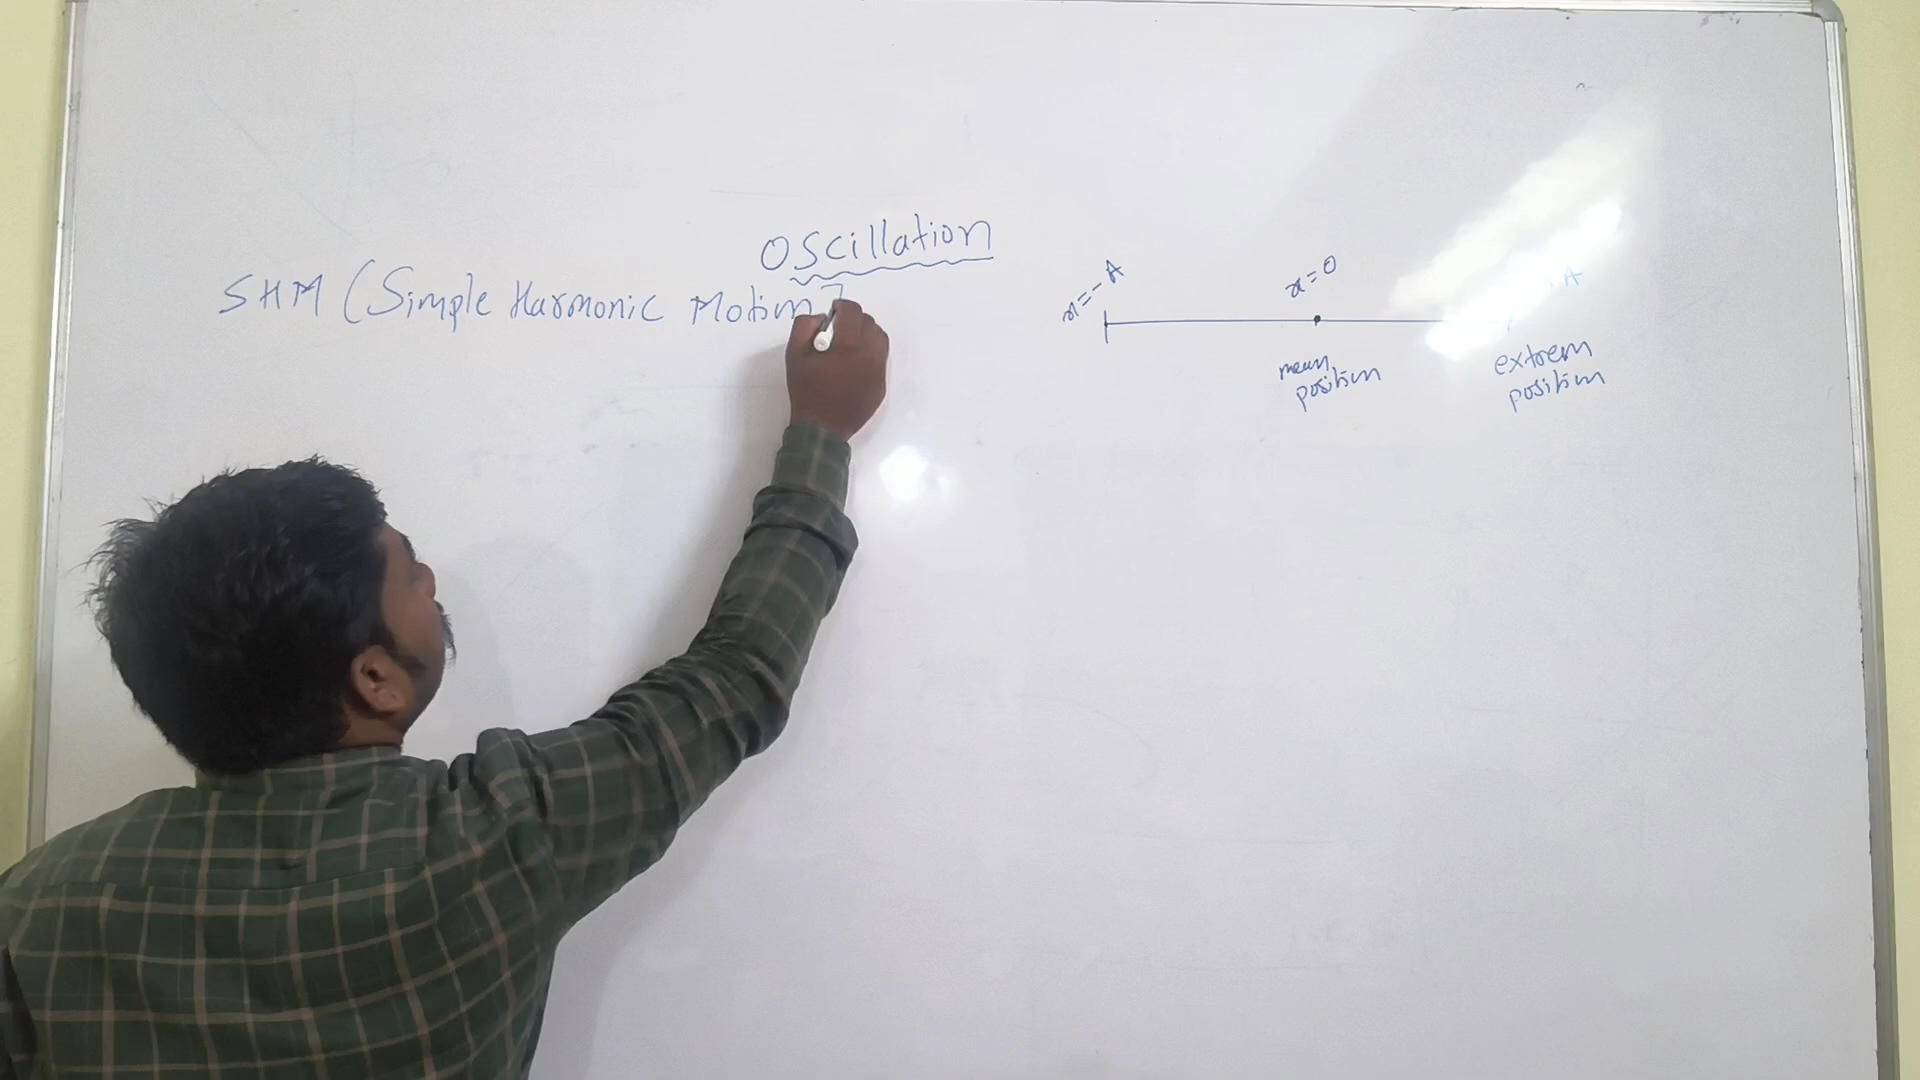 Oscillation
SHM (Simple Harmonic Motion)
x=-A
x=0
A
mean
position
extrem
position